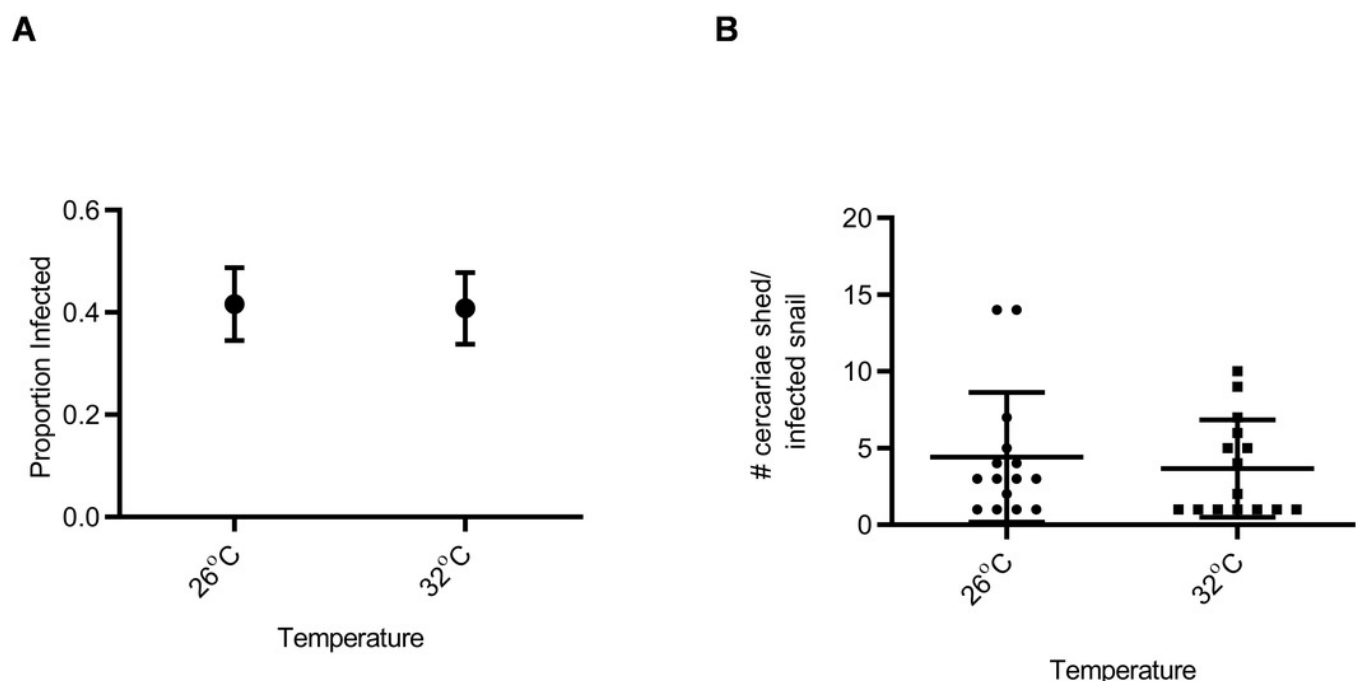 A
B
0.6
0.4
0.2
0.0
Proportion Infected
26°C
32°C
Temperature
20
15
10
5
0
# cercariae shed/
infected snail
26°C
32°C
Temperature